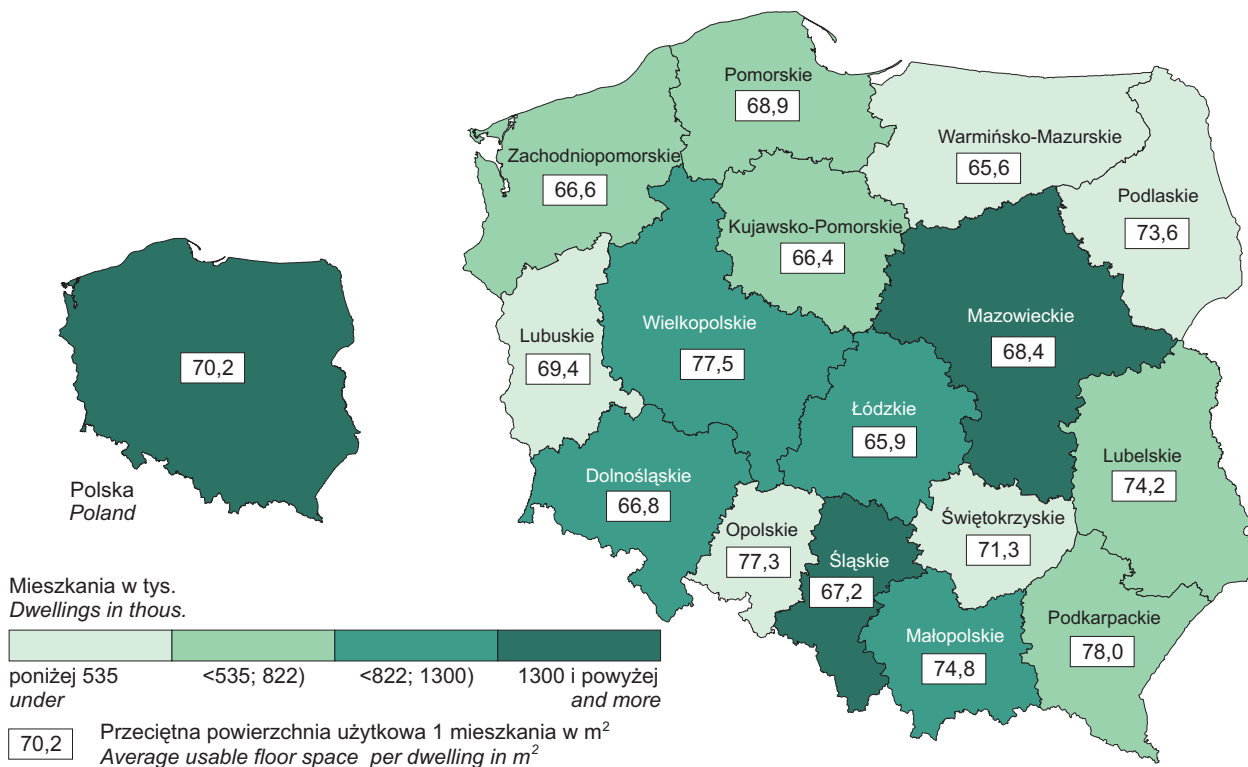 Pomorskie
68,9
Warmińsko-Mazurskie
65,6
Zachodniopomorskie
66,6
Podlaskie
73,6
Kujawsko-Pomorskie
66,4
Mazowieckie
68,4
Wielkopolskie
77,5
Lubuskie
69,4
70,2
Łódzkie
65,9
Lubelskie
74,2
Dolnośląskie
66,8
Polska
Poland
Opolskie
77,3
Świętokrzyskie
71,3
Śląskie
67,2
Małopolskie
74,8
Podkarpackie
78,0
Mieszkania w tys.
Dwellings in thous.
poniżej 535 <535; 822) <822; 1300) 1300 i powyżej
under and more
70,2
Przeciętna powierzchnia użytkowa 1 mieszkania w m²
Average usable floor space per dwelling in m²